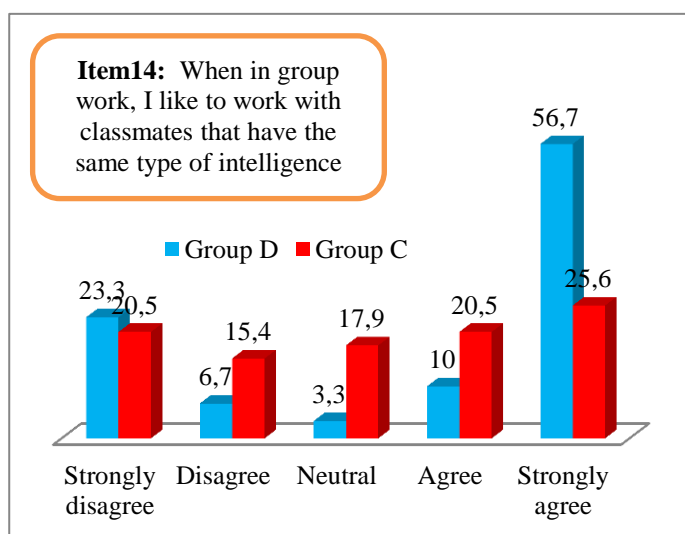 Item14: When in group
work, I like to work with
classmates that have the
same type of intelligence
Group D Group C
23,3 20,5
6,7 15,4
3,3 17,9
10 20,5
56,7 25,6
Strongly disagree
Disagree
Neutral
Agree
Strongly agree